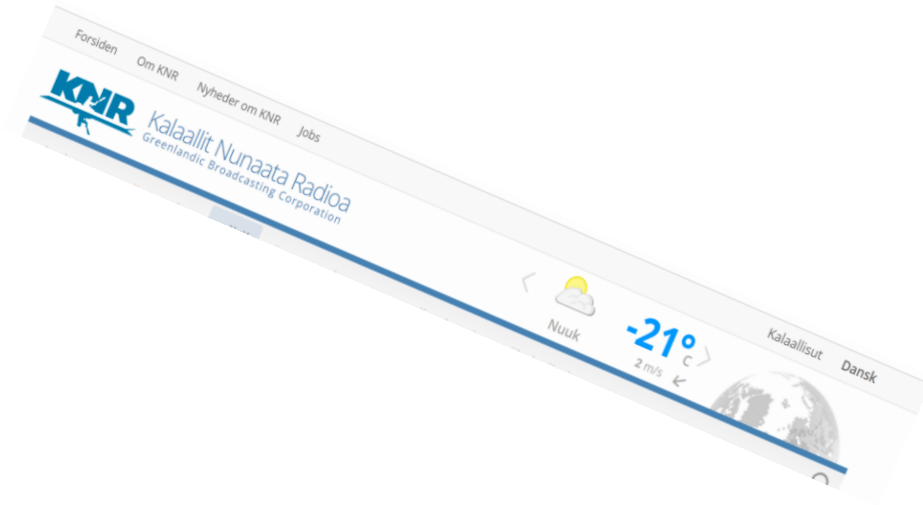 Forsiden Om KNR Nyheder om KNR Jobs
Kalaallisut Dansk
KNR
Kalaallit Nunaata Radioa
Greenlandic Broadcasting Corporation
-21°
C
Nuuk
2 m/s